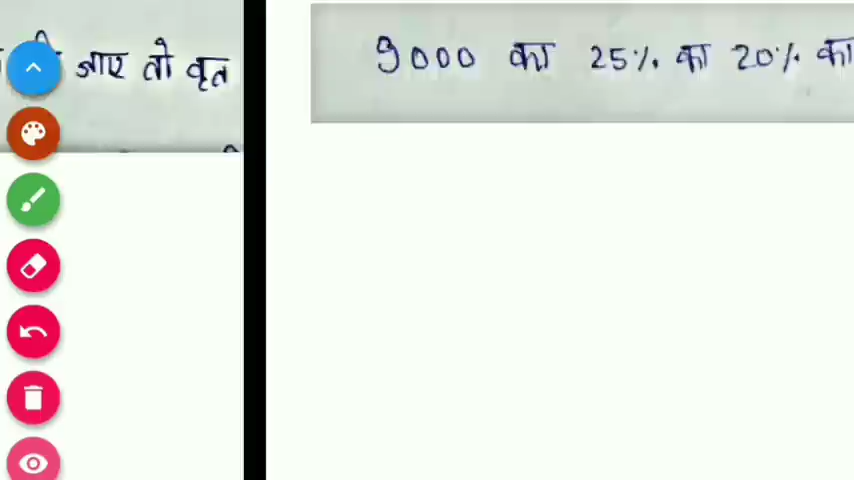 जाए तो वृत
9000 का 25% का 20% का